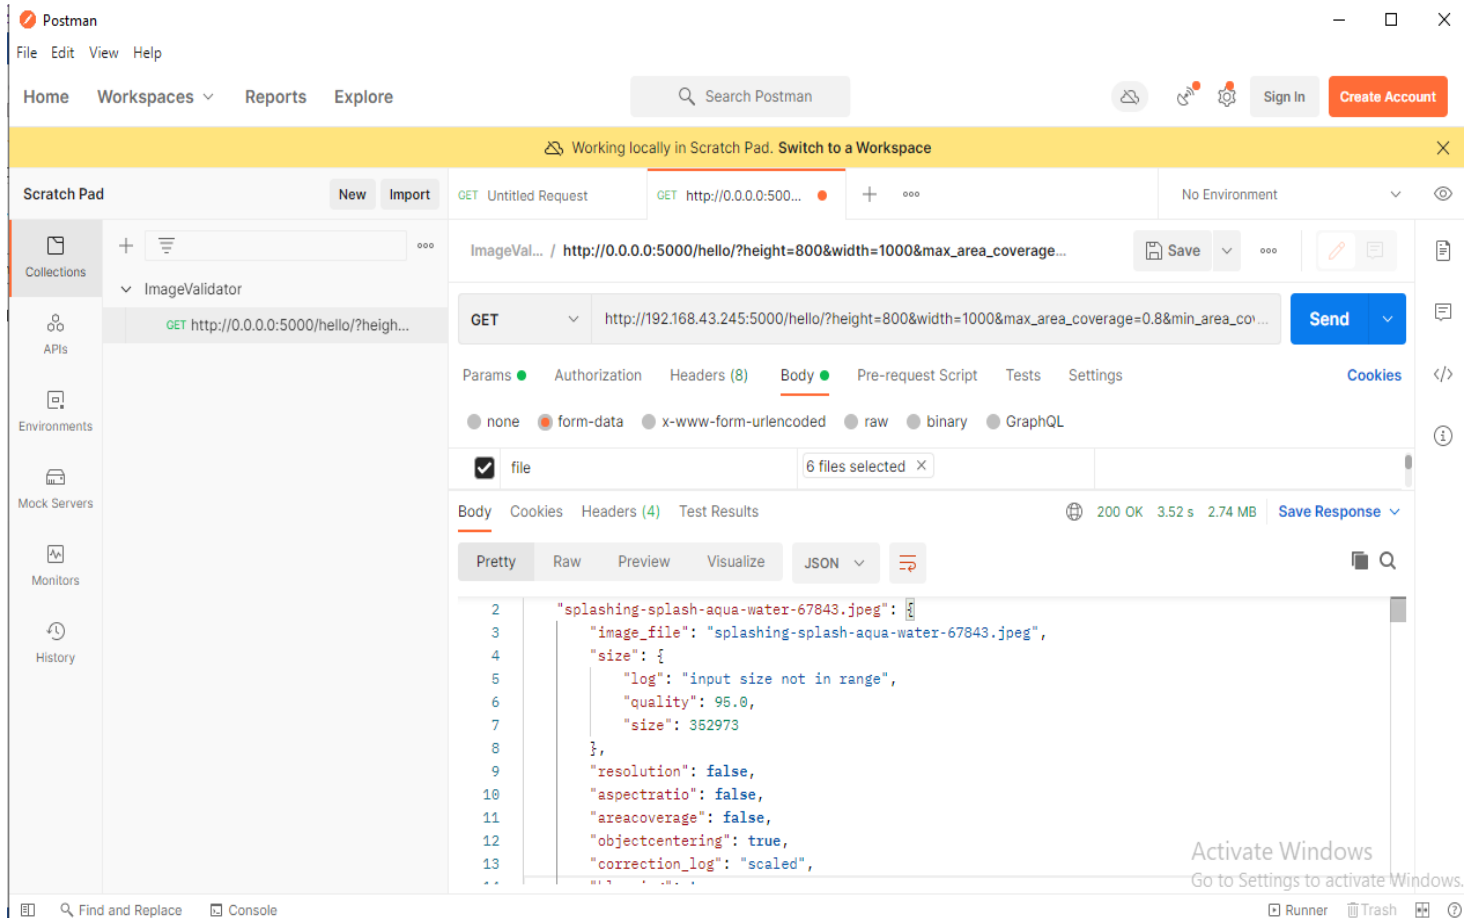 Postman
File Edit View Help
Home Workspaces Reports Explore Search Postman Sign In Create Account
Working locally in Scratch Pad. Switch to a Workspace
Scratch Pad New Import GET Untitled Request GET http://0.0.0.0:500... No Environment
Collections
APIs
Environments
Mock Servers
Monitors
History
ImageValidator
GET http://0.0.0.0:5000/hello/?heigh...
ImageVal... / http://0.0.0.0:5000/hello/?height=800&width=1000&max_area_coverage... Save
GET http://192.168.43.245:5000/hello/?height=800&width=1000&max_area_coverage=0.8&min_area_cov... Send
Params Authorization Headers (8) Body Pre-request Script Tests Settings Cookies
none form-data x-www-form-urlencoded raw binary GraphQL
file 6 files selected
Body Cookies Headers (4) Test Results 200 OK 3.52 s 2.74 MB Save Response
Pretty Raw Preview Visualize JSON
2 "splashing-splash-aqua-water-67843.jpeg": {
3 "image_file": "splashing-splash-aqua-water-67843.jpeg",
4 "size": {
5 "log": "input size not in range",
6 "quality": 95.0,
7 "size": 352973
8 },
9 "resolution": false,
10 "aspectratio": false,
11 "areacoverage": false,
12 "objectcentering": true,
13 "correction_log": "scaled",
Activate Windows
Go to Settings to activate Windows.
Find and Replace Console Runner Trash